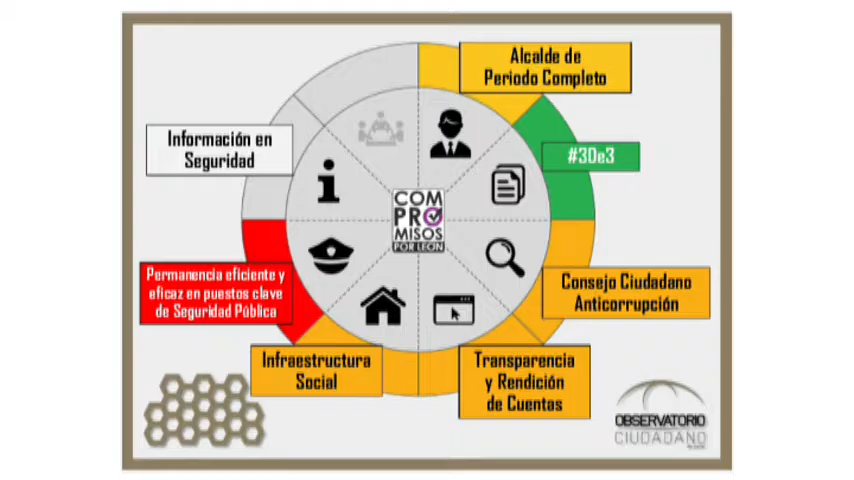 Alcalde de
Periodo Completo
#3De3
Información en
Seguridad
COM
PRO
MISOS
POR LEÓN
Permanencia eficiente y
eficaz en puestos clave
de Seguridad Pública
Consejo Ciudadano
Anticorrupción
Infraestructura
Social
Transparencia
y Rendición
de Cuentas
OBSERVATORIO
CIUDADANO